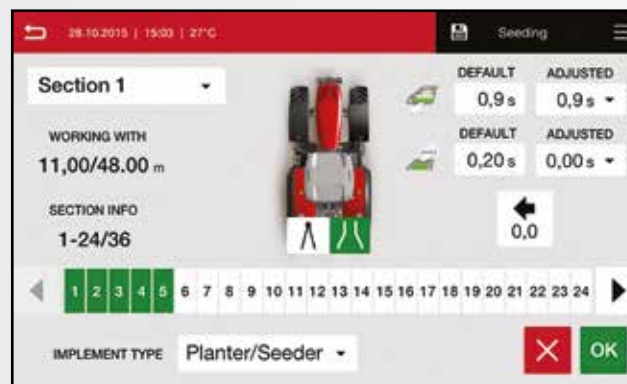 28.10.2015 | 15:03 | 27°C
Seeding
Section 1
DEFAULT ADJUSTED
0,9 s 0,9 s
WORKING WITH
11,00/48.00 m
DEFAULT ADJUSTED
0,20 s 0,00 s
SECTION INFO
1-24/36
0,0
1 2 3 4 5 6 7 8 9 10 11 12 13 14 15 16 17 18 19 20 21 22 23 24
IMPLEMENT TYPE Planter/Seeder
OK